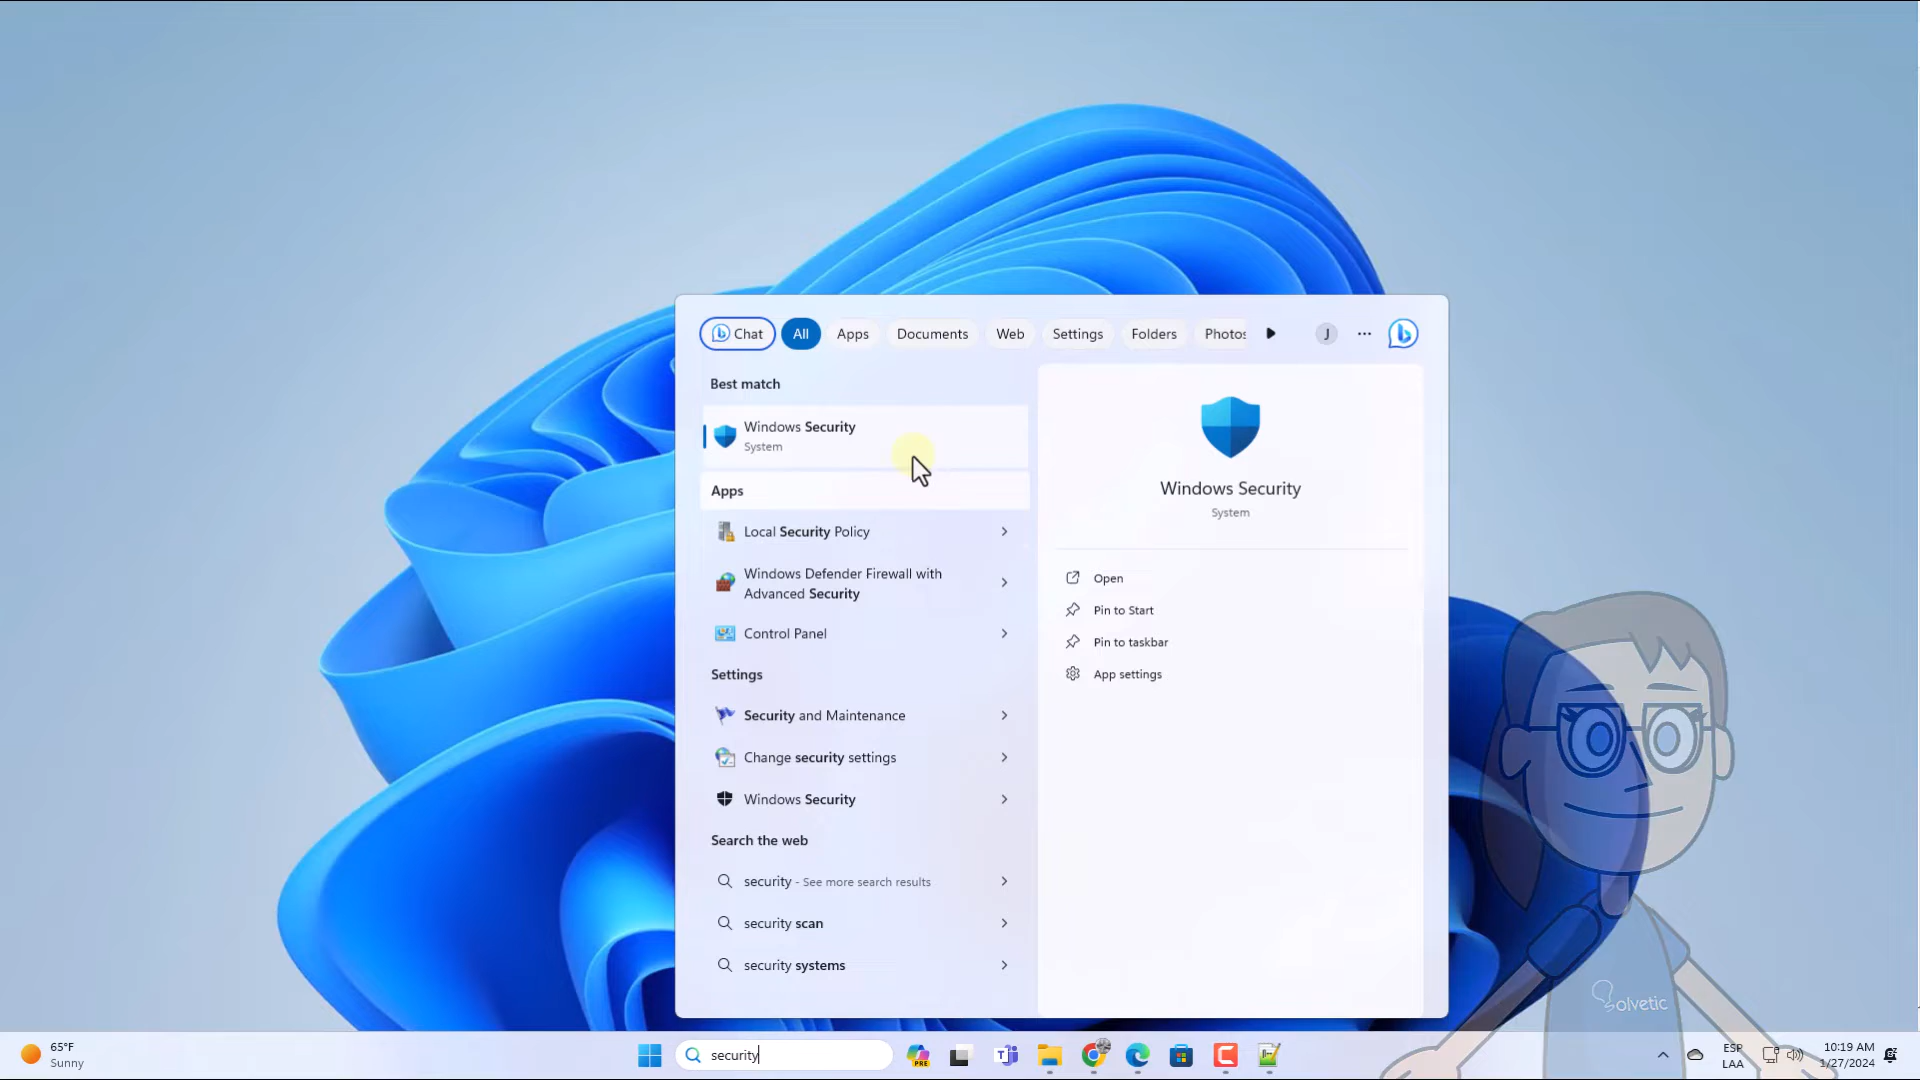 Chat All Apps Documents Web Settings Folders Photos J
Best match
Windows Security
System
Apps
Local Security Policy
Windows Defender Firewall with
Advanced Security
Control Panel
Settings
Security and Maintenance
Change security settings
Windows Security
Search the web
security - See more search results
security scan
security systems
Windows Security
System
Open
Pin to Start
Pin to taskbar
App settings
Solvetic
65°F
Sunny
security
PRE
ESP
LAA
10:19 AM
1/27/2024